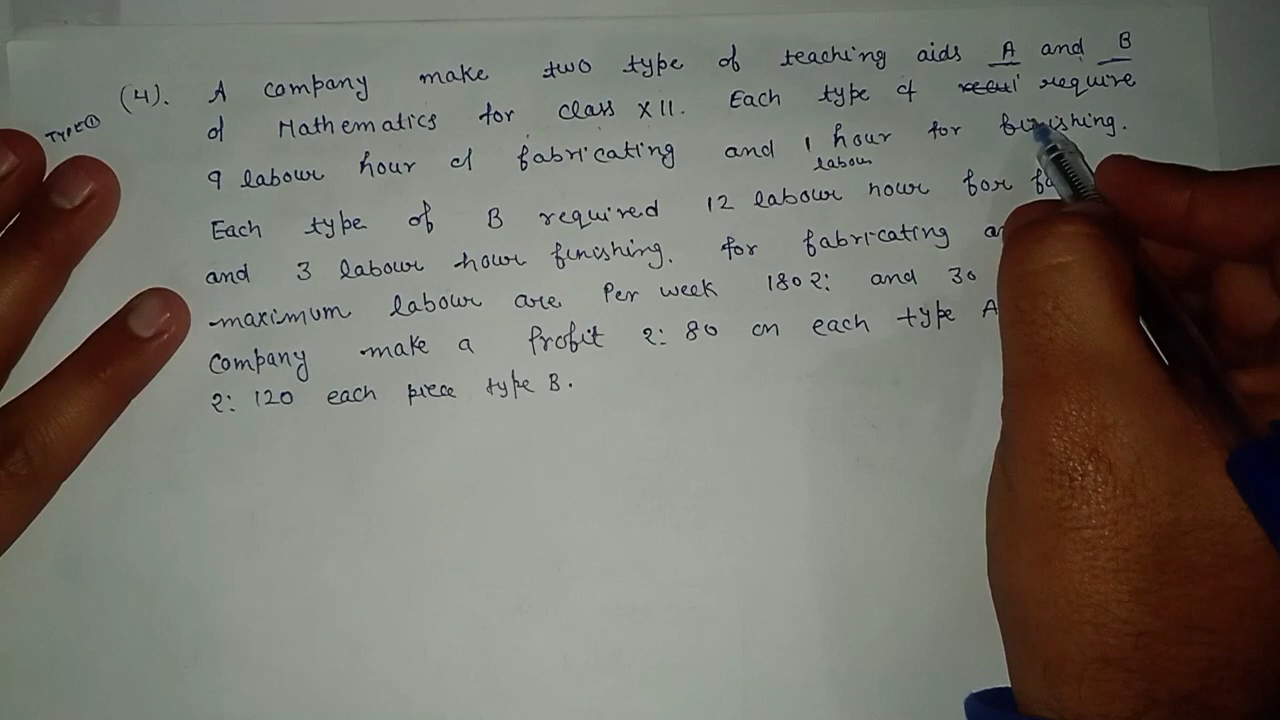 TYPE①
(4). A company make two type of teaching aids A and B
of Mathematics for class XII. Each type of require
9 labour hour of fabricating and 1 labour hour for finishing.
Each type of B required 12 labour hour for
and 3 labour hour finishing. for fabricating
maximum labour are Per week 180 2: and 30
company make a Profit 2: 80 on each type A
2: 120 each piece type B.